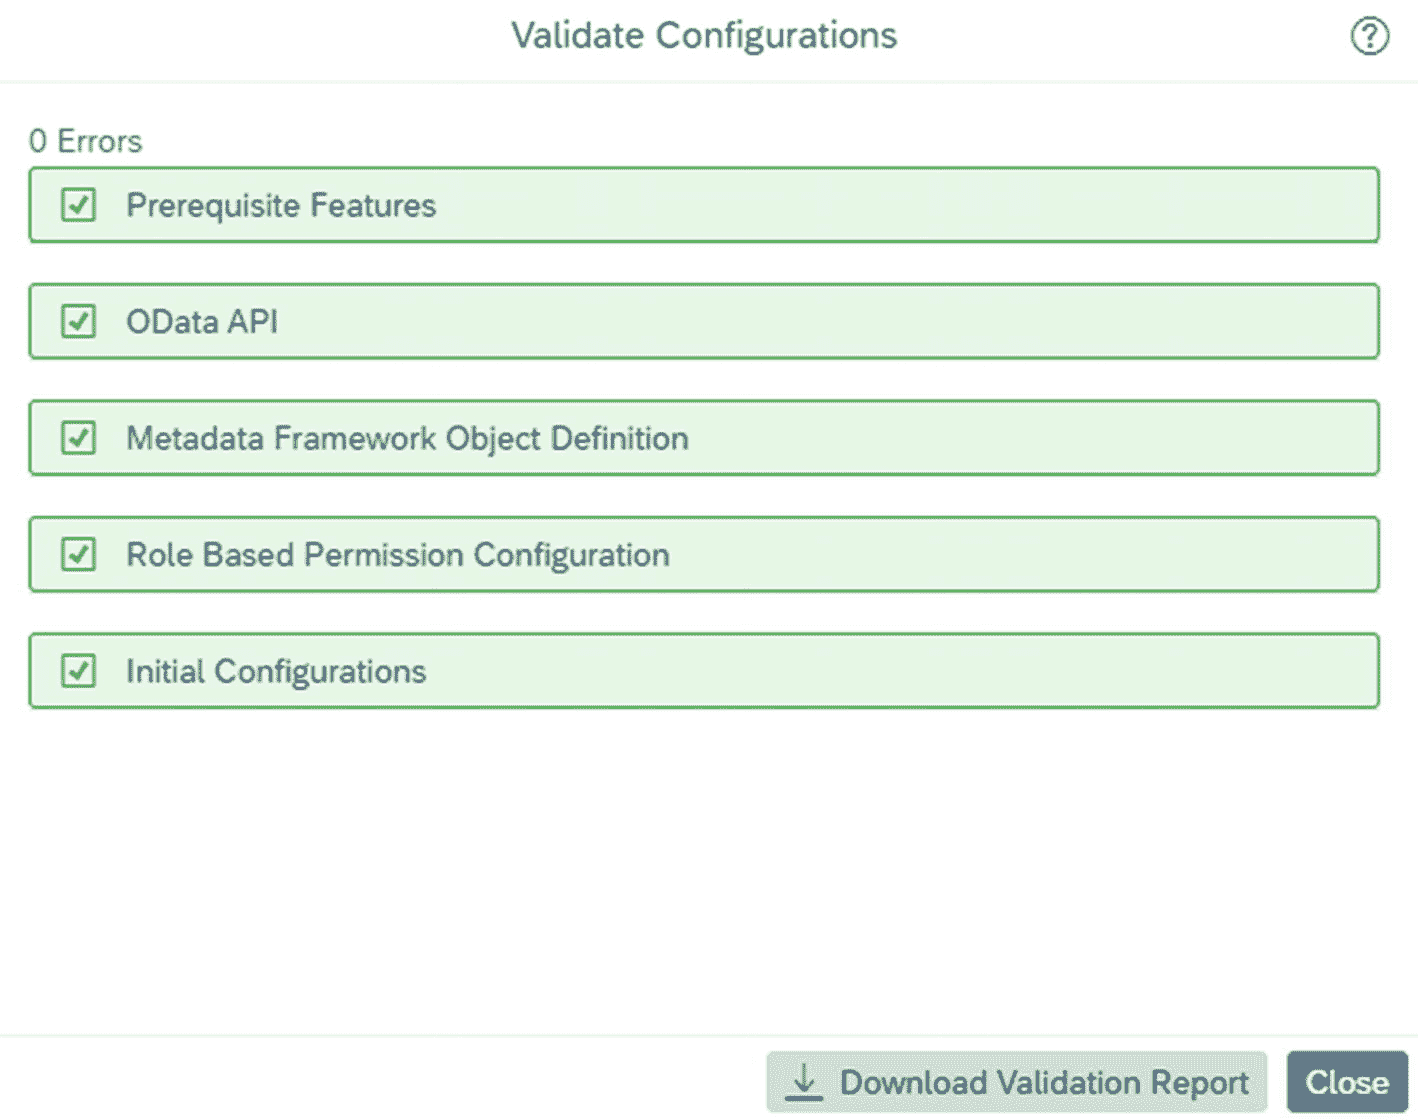 Validate Configurations
0 Errors
Prerequisite Features
OData API
Metadata Framework Object Definition
Role Based Permission Configuration
Initial Configurations
Download Validation Report
Close